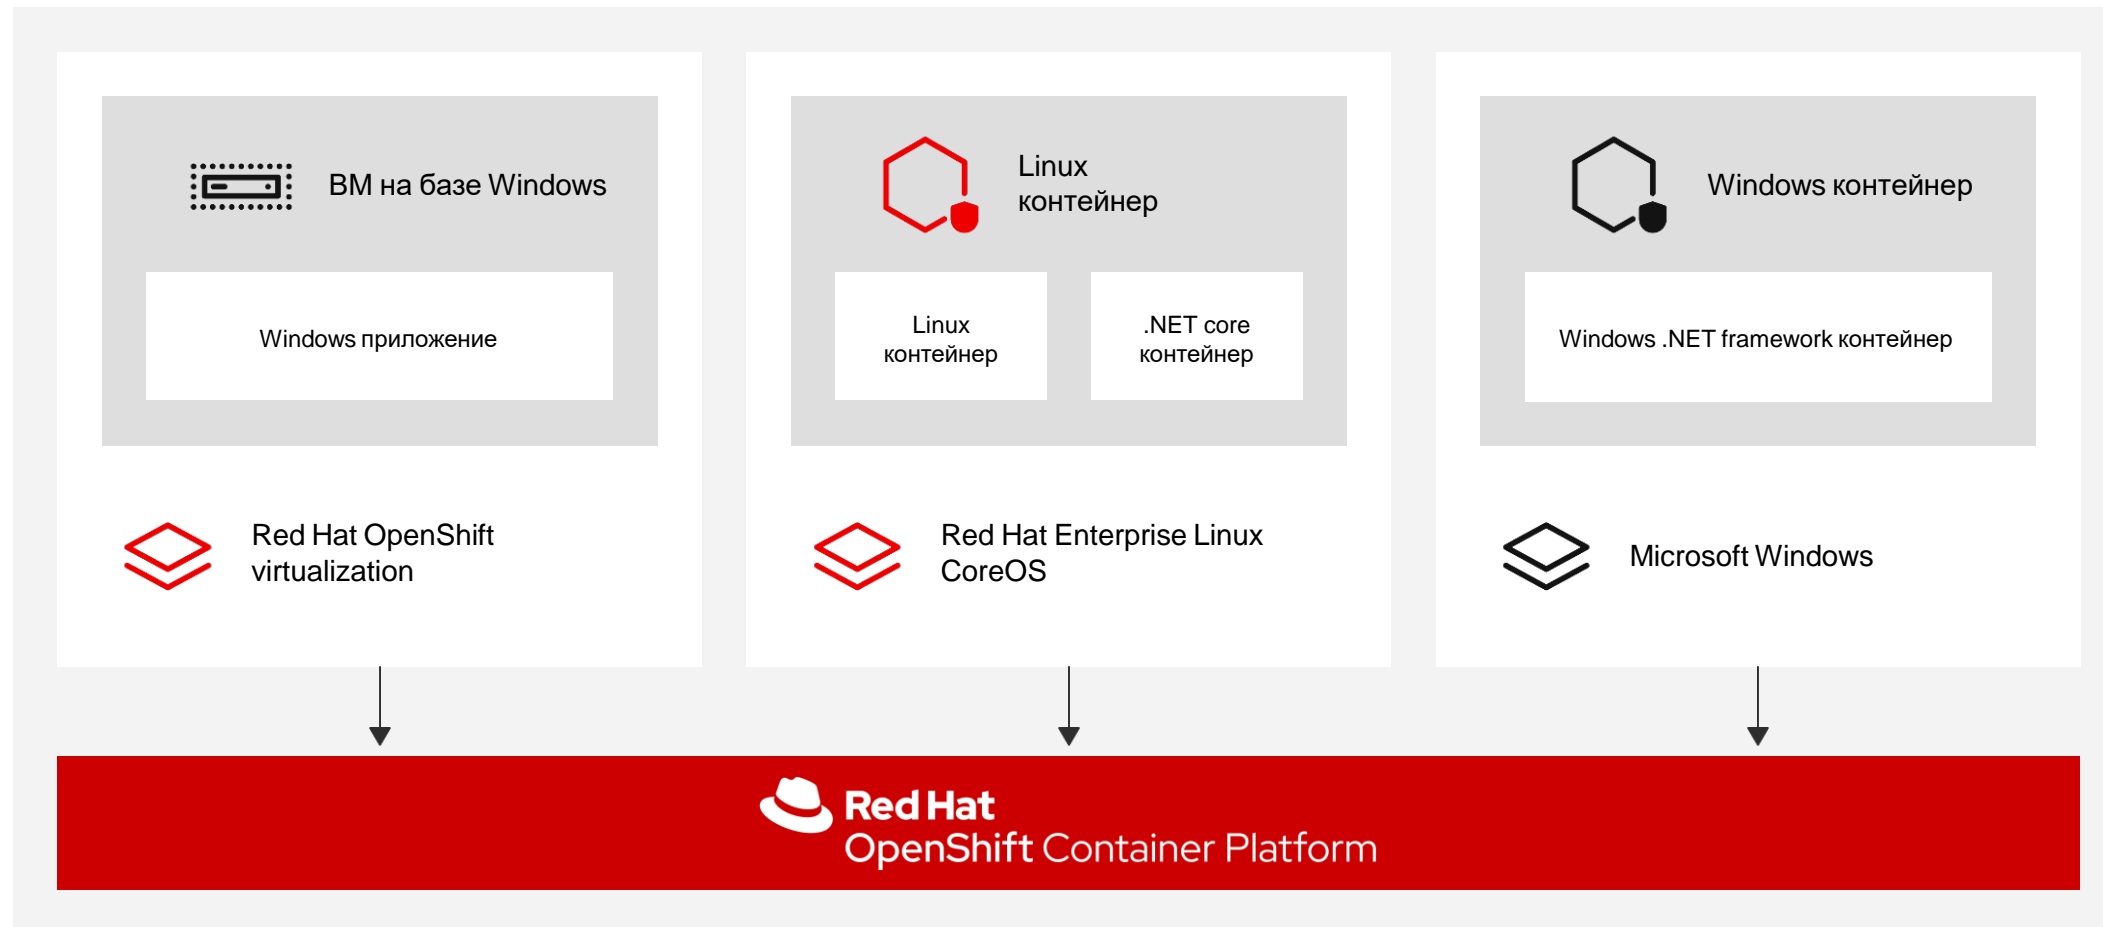 ВМ на базе Windows
Windows приложение
Red Hat OpenShift
virtualization
Linux
контейнер
Linux
контейнер
.NET core
контейнер
Red Hat Enterprise Linux
CoreOS
Windows контейнер
Windows .NET framework контейнер
Microsoft Windows
Red Hat
OpenShift Container Platform